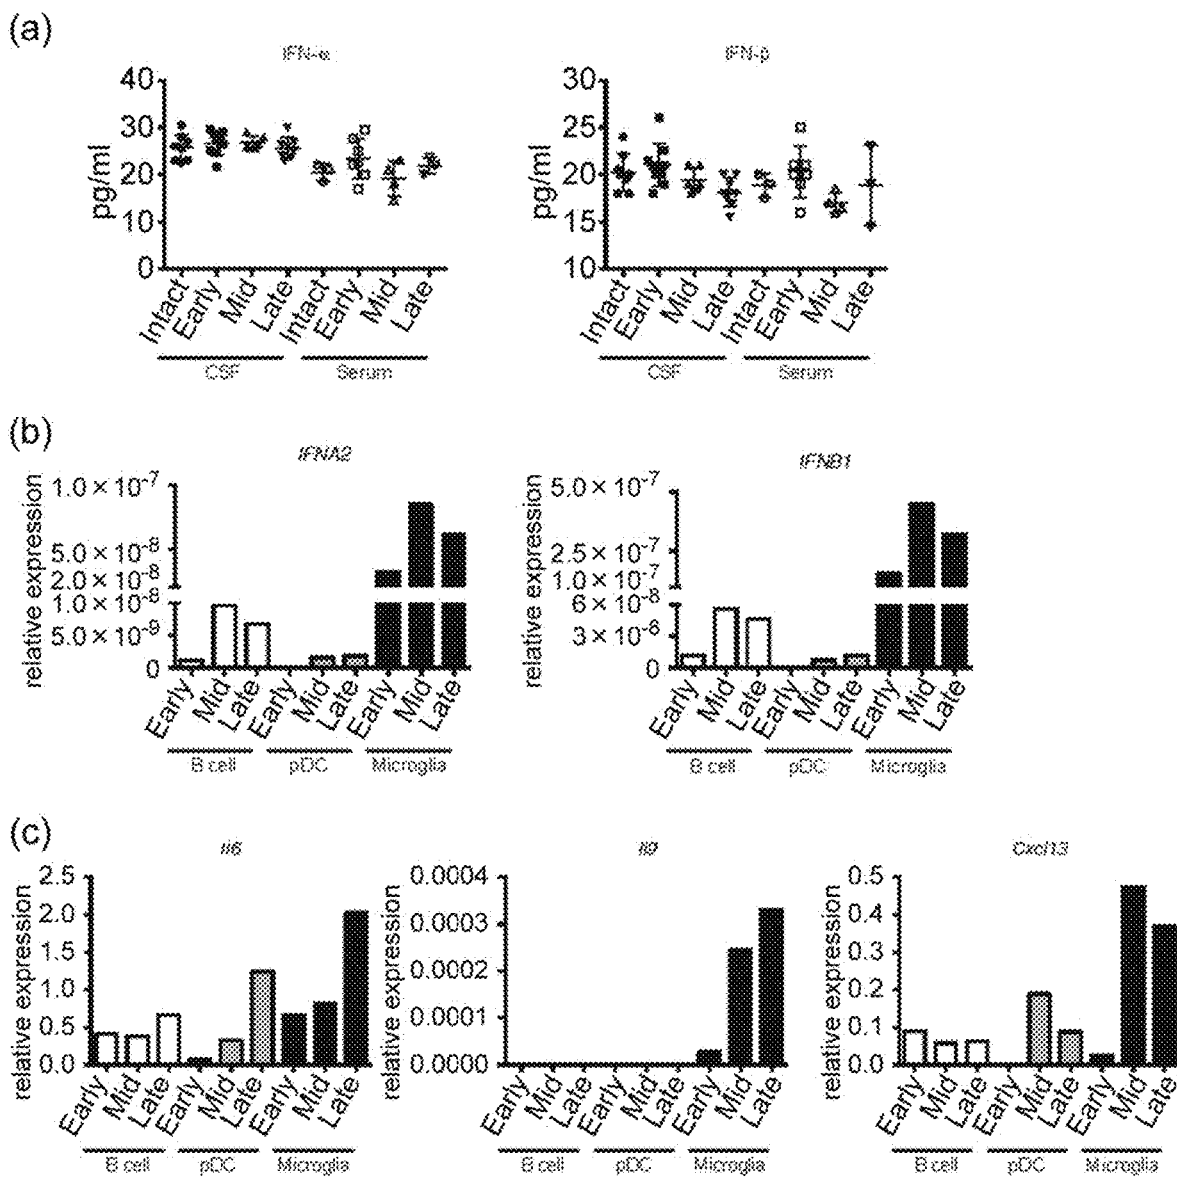 (a)
IFN-α
IFN-β
pg/ml
40
30
20
10
0
Intact
Early
Mid
Late
Intact
Early
Mid
Late
CSF
Serum
pg/ml
30
25
20
15
10
Intact
Early
Mid
Late
Intact
Early
Mid
Late
CSF
Serum
(b)
IFNA2
relative expression
1.0×10⁻⁷
5.0×10⁻⁸
2.0×10⁻⁸
1.0×10⁻⁸
5.0×10⁻⁹
0
Early
Mid
Late
Early
Mid
Late
Early
Mid
Late
B cell
pDC
Microglia
IFNB1
relative expression
5.0×10⁻⁷
2.5×10⁻⁷
1.0×10⁻⁷
6×10⁻⁸
3×10⁻⁸
0
Early
Mid
Late
Early
Mid
Late
Early
Mid
Late
B cell
pDC
Microglia
(c)
Il6
relative expression
2.5
2.0
1.5
1.0
0.5
0.0
Early
Mid
Late
Early
Mid
Late
Early
Mid
Late
B cell
pDC
Microglia
Il9
relative expression
0.0004
0.0003
0.0002
0.0001
0.0000
Early
Mid
Late
Early
Mid
Late
Early
Mid
Late
B cell
pDC
Microglia
Cxcl13
relative expression
0.5
0.4
0.3
0.2
0.1
0.0
Early
Mid
Late
Early
Mid
Late
Early
Mid
Late
B cell
pDC
Microglia